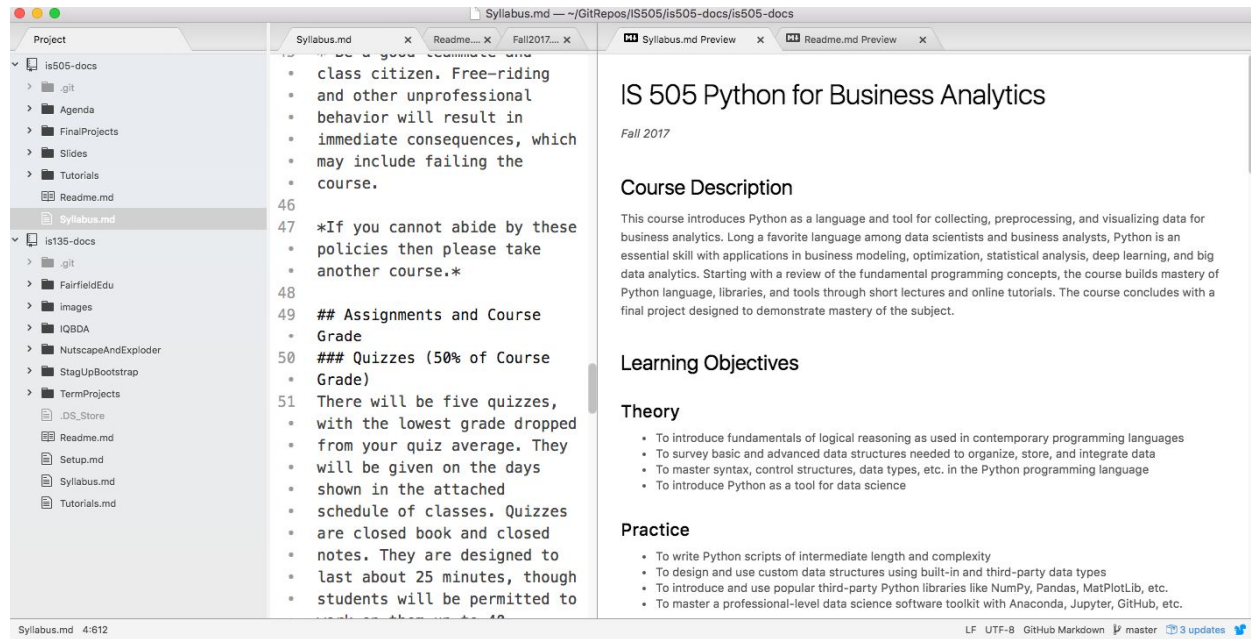 Syllabus.md — ~/GitRepos/IS505/is505-docs/is505-docs
Project
is505-docs
.git
Agenda
FinalProjects
Slides
Tutorials
Readme.md
Syllabus.md
is135-docs
.git
FairfieldEdu
images
IQBDA
NutscapeAndExploder
StagUpBootstrap
TermProjects
.DS_Store
Readme.md
Setup.md
Syllabus.md
Tutorials.md
Syllabus.md Readme.... Fall2017....
class citizen. Free-riding
and other unprofessional
behavior will result in
immediate consequences, which
may include failing the
course.
46
47 *If you cannot abide by these
policies then please take
another course.*
48
49 ## Assignments and Course
Grade
50 ### Quizzes (50% of Course
Grade)
51 There will be five quizzes,
with the lowest grade dropped
from your quiz average. They
will be given on the days
shown in the attached
schedule of classes. Quizzes
are closed book and closed
notes. They are designed to
last about 25 minutes, though
students will be permitted to
Syllabus.md Preview Readme.md Preview
IS 505 Python for Business Analytics
Fall 2017
Course Description
This course introduces Python as a language and tool for collecting, preprocessing, and visualizing data for
business analytics. Long a favorite language among data scientists and business analysts, Python is an
essential skill with applications in business modeling, optimization, statistical analysis, deep learning, and big
data analytics. Starting with a review of the fundamental programming concepts, the course builds mastery of
Python language, libraries, and tools through short lectures and online tutorials. The course concludes with a
final project designed to demonstrate mastery of the subject.
Learning Objectives
Theory
• To introduce fundamentals of logical reasoning as used in contemporary programming languages
• To survey basic and advanced data structures needed to organize, store, and integrate data
• To master syntax, control structures, data types, etc. in the Python programming language
• To introduce Python as a tool for data science
Practice
• To write Python scripts of intermediate length and complexity
• To design and use custom data structures using built-in and third-party data types
• To introduce and use popular third-party Python libraries like NumPy, Pandas, MatPlotLib, etc.
• To master a professional-level data science software toolkit with Anaconda, Jupyter, GitHub, etc.
Syllabus.md 4:612
LF UTF-8 GitHub Markdown master 3 updates